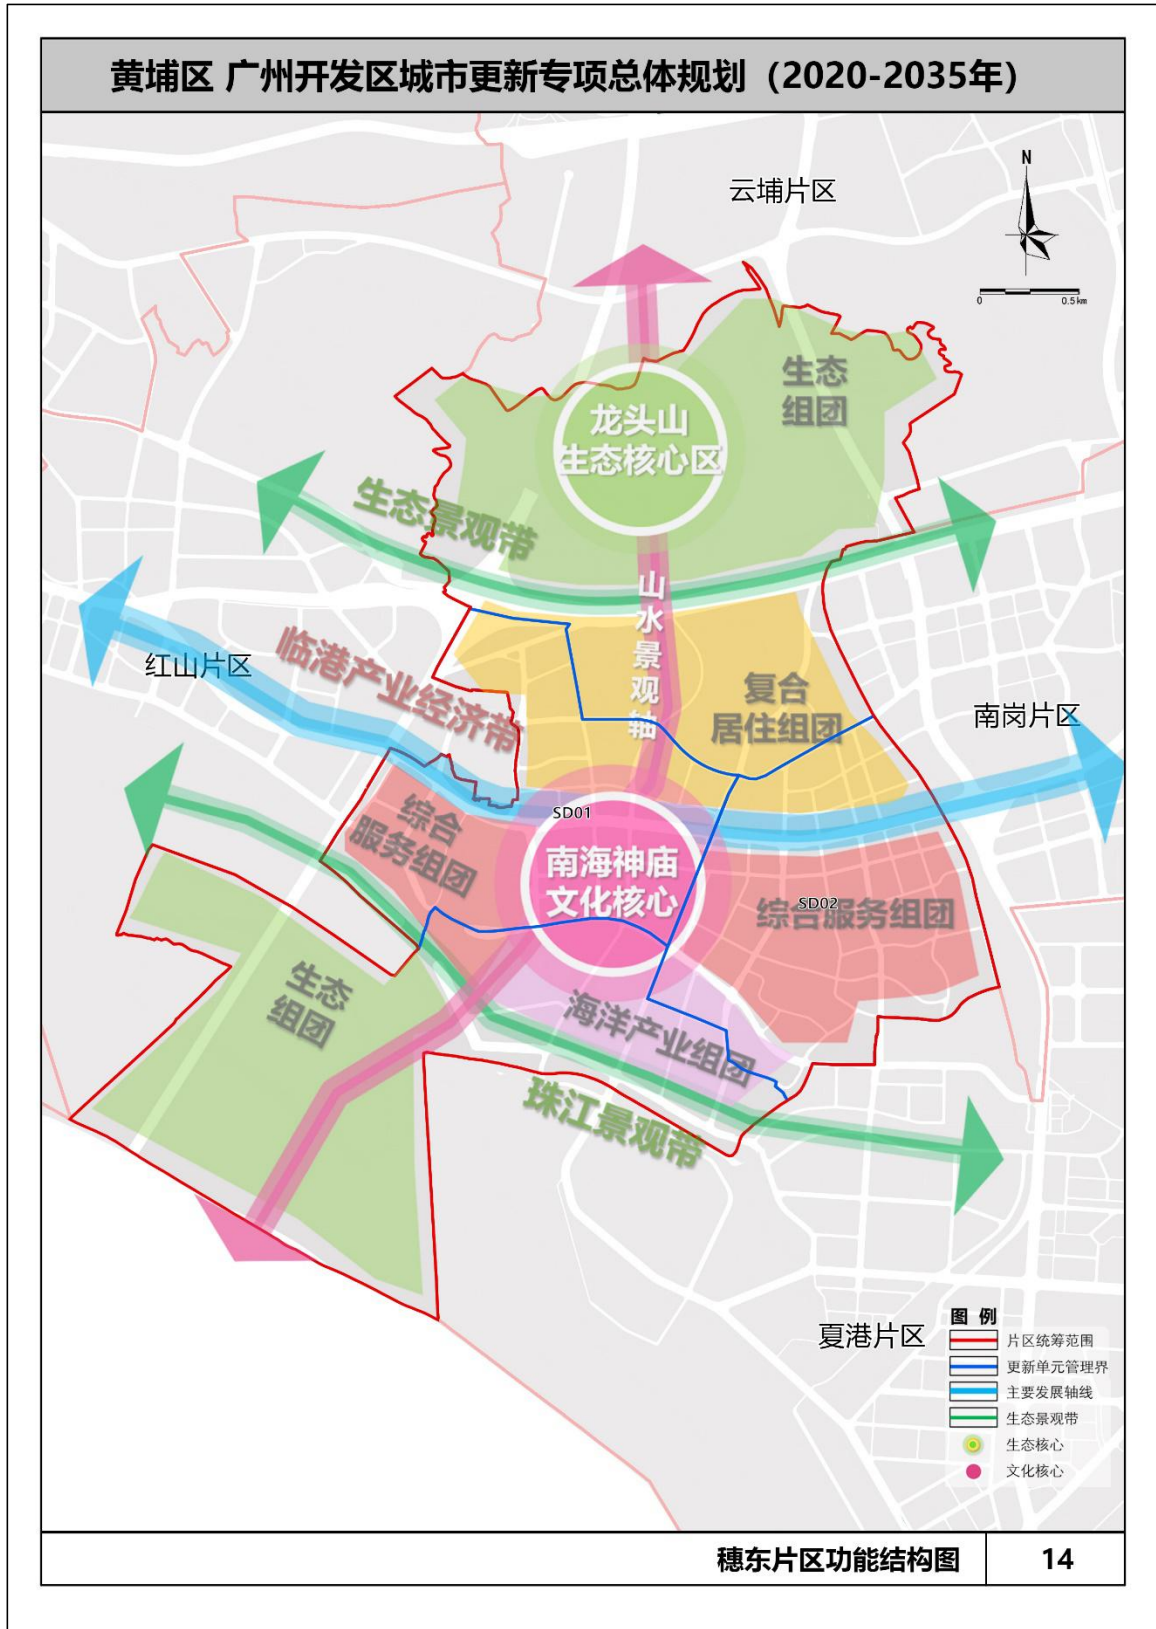 黄埔区 广州开发区城市更新专项总体规划（2020-2035年）
云埔片区
N
0 0.5km
生态
组团
龙头山
生态核心区
生态景观带
山水景观轴
临港产业经济带
红山片区
复合
居住组团
南岗片区
SD01
综合
服务组团
南海神庙
文化核心
SD02
综合服务组团
生态
组团
海洋产业组团
珠江景观带
夏港片区
图 例
片区统筹范围
更新单元管理界
主要发展轴线
生态景观带
生态核心
文化核心
穗东片区功能结构图
14